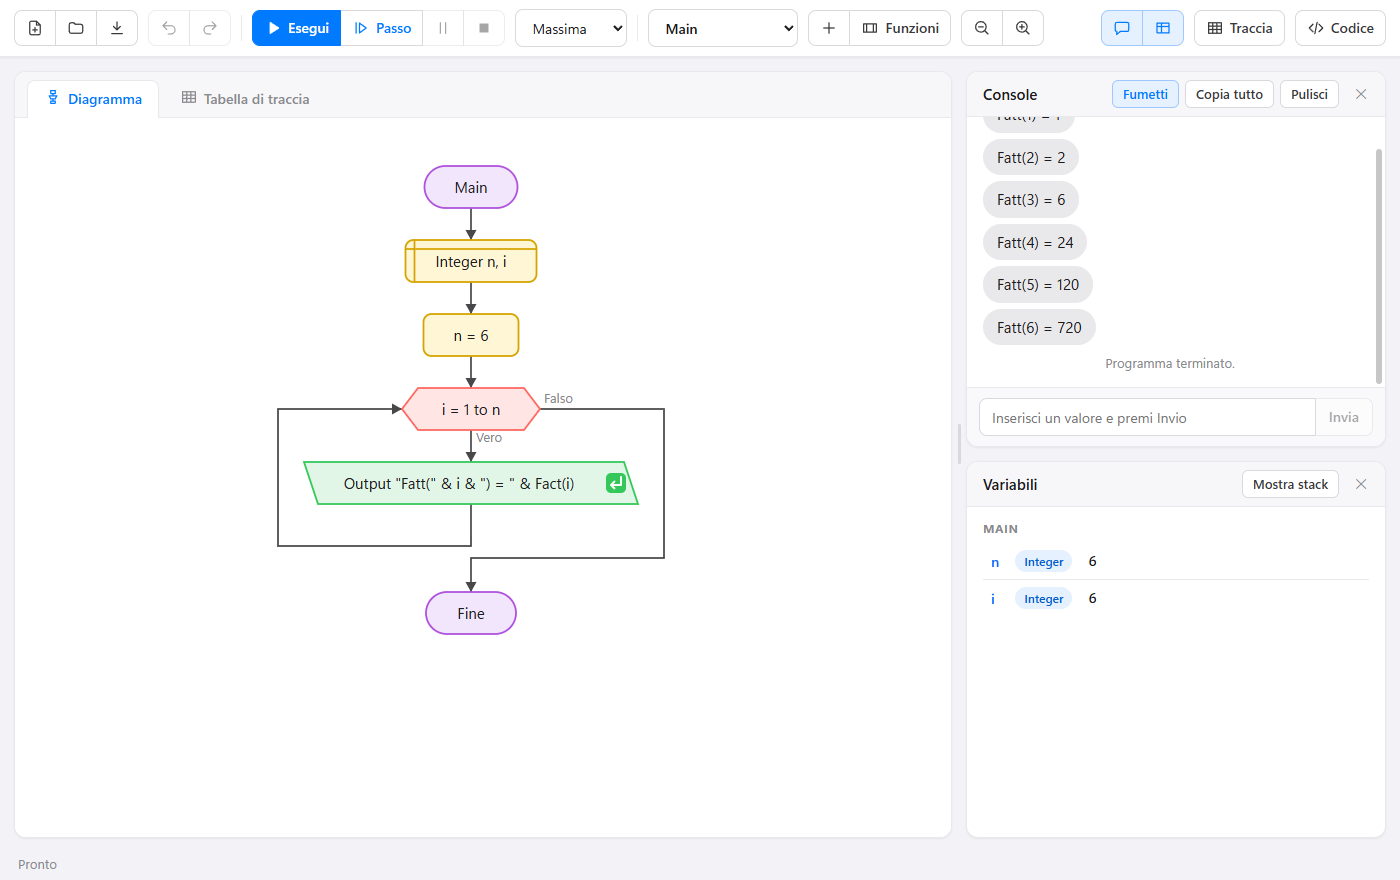 Esegui
Passo
Massima
Main
Funzioni
Traccia
Codice
Diagramma
Tabella di traccia
Main
Integer n, i
n = 6
i = 1 to n
Falso
Vero
Output "Fatt(" & i & ") = " & Fact(i)
Fine
Console
Fumetti
Copia tutto
Pulisci
Fatt(1) = 1
Fatt(2) = 2
Fatt(3) = 6
Fatt(4) = 24
Fatt(5) = 120
Fatt(6) = 720
Programma terminato.
Inserisci un valore e premi Invio
Invia
Variabili
Mostra stack
MAIN
n Integer 6
i Integer 6
Pronto